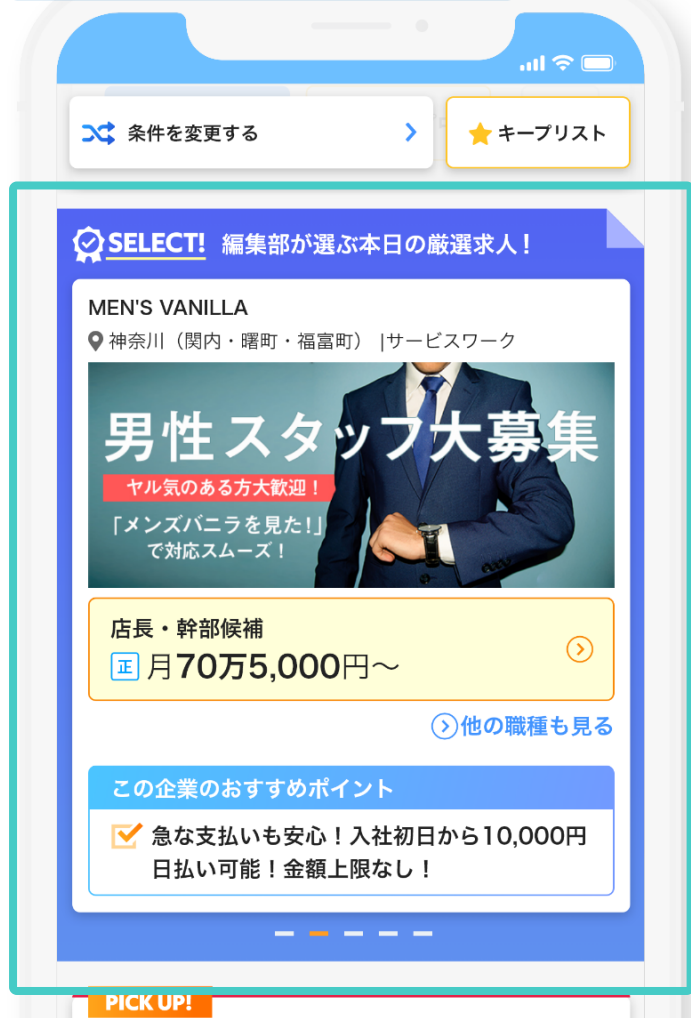 条件を変更する
キープリスト
SELECT! 編集部が選ぶ本日の厳選求人！
MEN'S VANILLA
神奈川（関内・曙町・福富町） |サービスワーク
男性スタッフ大募集
ヤル気のある方大歓迎！
「メンズバニラを見た!」
で対応スムーズ！
店長・幹部候補
正 月70万5,000円～
他の職種も見る
この企業のおすすめポイント
急な支払いも安心！入社初日から10,000円
日払い可能！金額上限なし！
PICK UP!